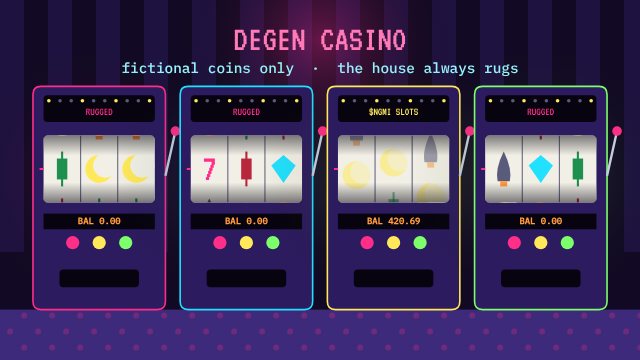 DEGEN CASINO
fictional coins only · the house always rugs
RUGGED
RUGGED
$NGMI SLOTS
RUGGED
7
BAL 0.00
BAL 0.00
BAL 420.69
BAL 0.00